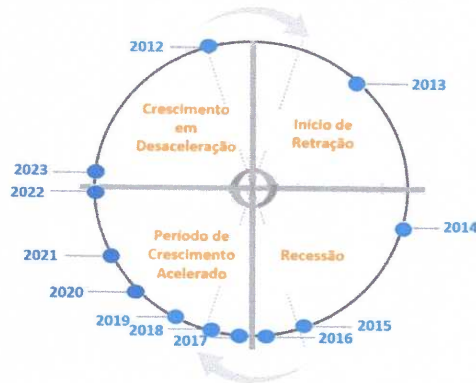 2012
2013
Crescimento
em
Desaceleração
Início de
Retração
2023
2022
2014
Período de
Crescimento
Acelerado
Recessão
2021
2020
2019
2018
2017
2016
2015